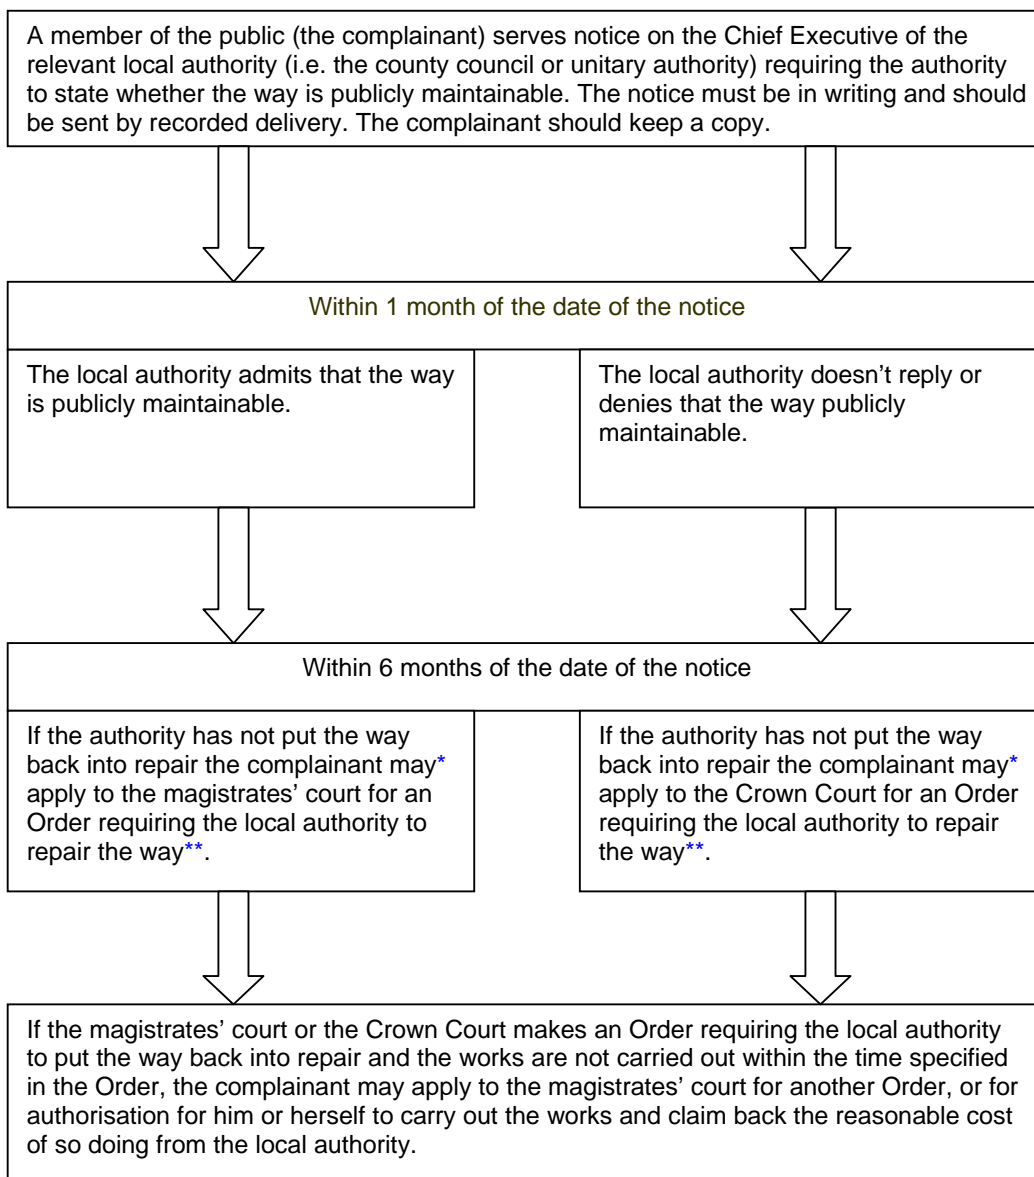 A member of the public (the complainant) serves notice on the Chief Executive of the
relevant local authority (i.e. the county council or unitary authority) requiring the authority
to state whether the way is publicly maintainable. The notice must be in writing and should
be sent by recorded delivery. The complainant should keep a copy.
Within 1 month of the date of the notice
The local authority admits that the way
is publicly maintainable.
The local authority doesn’t reply or
denies that the way publicly
maintainable.
Within 6 months of the date of the notice
If the authority has not put the way
back into repair the complainant may*
apply to the magistrates’ court for an
Order requiring the local authority to
repair the way**.
If the authority has not put the way
back into repair the complainant may*
apply to the Crown Court for an Order
requiring the local authority to repair
the way**.
If the magistrates’ court or the Crown Court makes an Order requiring the local authority
to put the way back into repair and the works are not carried out within the time specified
in the Order, the complainant may apply to the magistrates’ court for another Order, or for
authorisation for him or herself to carry out the works and claim back the reasonable cost
of so doing from the local authority.